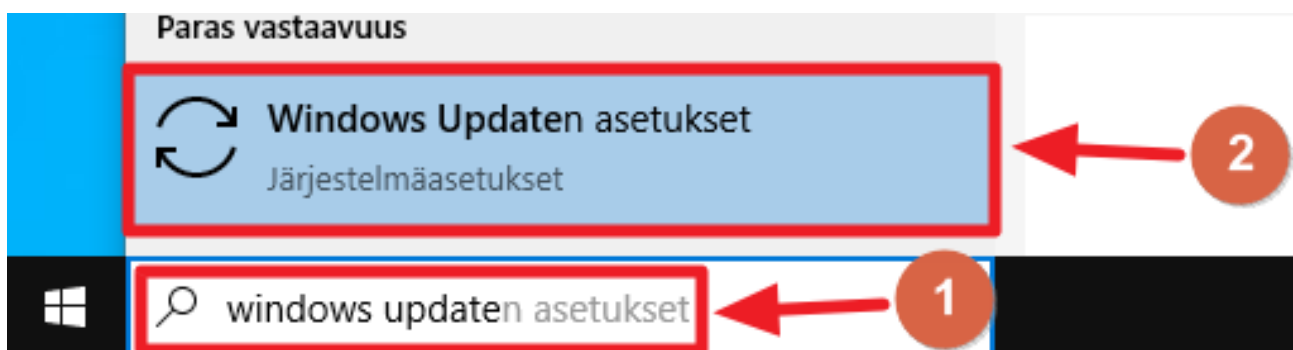 Paras vastaavuus
Windows Updaten asetukset
Järjestelmäasetukset
2
windows updaten asetukset
1